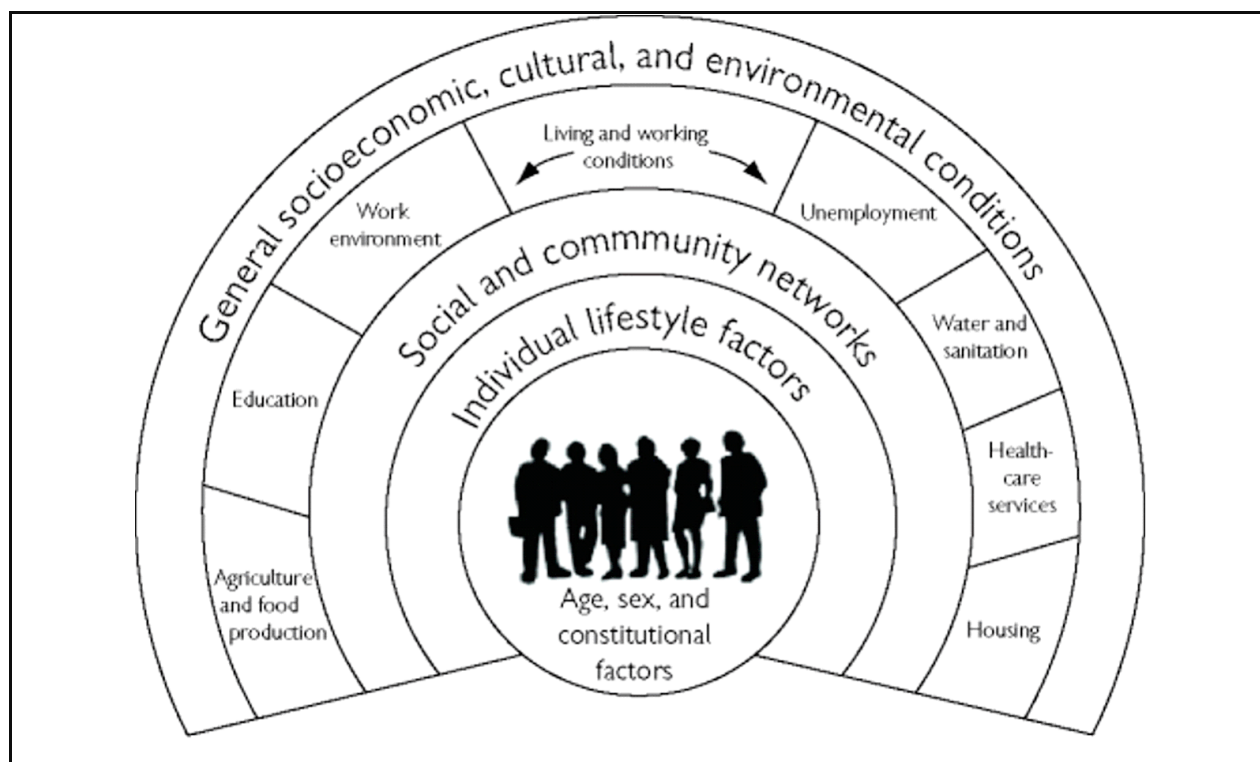 General socioeconomic, cultural, and environmental conditions
Living and working
conditions
Work
environment
Unemployment
Education
Water and
sanitation
Agriculture
and food
production
Health-
care
services
Housing
Social and commmunity networks
Individual lifestyle factors
Age, sex, and
constitutional
factors